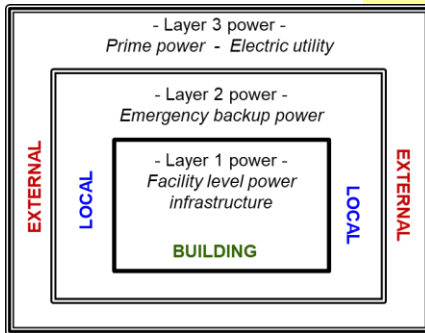 - Layer 3 power -
Prime power - Electric utility
- Layer 2 power -
Emergency backup power
- Layer 1 power -
Facility level power
infrastructure
BUILDING
EXTERNAL
LOCAL
LOCAL
EXTERNAL